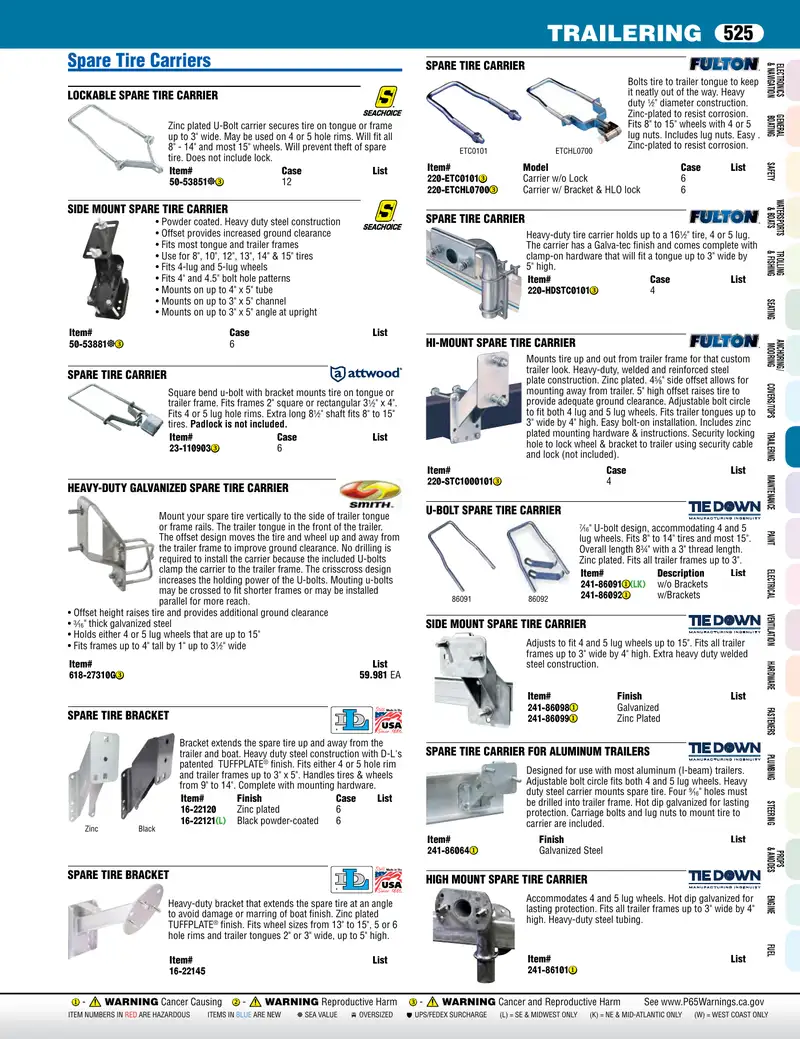 TRAILERING 525
Spare Tire Carriers
LOCKABLE SPARE TIRE CARRIER
SEACHOICE
Zinc plated U-Bolt carrier secures tire on tongue or frame
up to 3" wide. May be used on 4 or 5 hole rims. Will fit all
8" - 14" and most 15" wheels. Will prevent theft of spare
tire. Does not include lock.
Item# Case List
50-53851 3 12
SIDE MOUNT SPARE TIRE CARRIER
SEACHOICE
• Powder coated. Heavy duty steel construction
• Offset provides increased ground clearance
• Fits most tongue and trailer frames
• Use for 8", 10", 12", 13", 14" & 15" tires
• Fits 4-lug and 5-lug wheels
• Fits 4" and 4.5" bolt hole patterns
• Mounts on up to 4" x 5" tube
• Mounts on up to 3" x 5" channel
• Mounts on up to 3" x 5" angle at upright
Item# Case List
50-53881 3 6
SPARE TIRE CARRIER
attwood
Square bend u-bolt with bracket mounts tire on tongue or
trailer frame. Fits frames 2" square or rectangular 3½" x 4".
Fits 4 or 5 lug hole rims. Extra long 8½" shaft fits 8" to 15"
tires. Padlock is not included.
Item# Case List
23-110903 3 6
HEAVY-DUTY GALVANIZED SPARE TIRE CARRIER
SMITH
Mount your spare tire vertically to the side of trailer tongue
or frame rails. The trailer tongue in the front of the trailer.
The offset design moves the tire and wheel up and away from
the trailer frame to improve ground clearance. No drilling is
required to install the carrier because the included U-bolts
clamp the carrier to the trailer frame. The crisscross design
increases the holding power of the U-bolts. Mouting u-bolts
may be crossed to fit shorter frames or may be installed
parallel for more reach.
• Offset height raises tire and provides additional ground clearance
• 3⁄16" thick galvanized steel
• Holds either 4 or 5 lug wheels that are up to 15"
• Fits frames up to 4" tall by 1" up to 3½" wide
Item# List
618-27310G 3 59.981 EA
SPARE TIRE BRACKET
DL
Made in the
USA
Since 1885
Bracket extends the spare tire up and away from the
trailer and boat. Heavy duty steel construction with D-L's
patented TUFFPLATE® finish. Fits either 4 or 5 hole rim
and trailer frames up to 3" x 5". Handles tires & wheels
from 9" to 14". Complete with mounting hardware.
Item# Finish Case List
16-22120 Zinc plated 6
16-22121(L) Black powder-coated 6
Zinc Black
SPARE TIRE BRACKET
DL
Made in the
USA
Since 1885
Heavy-duty bracket that extends the spare tire at an angle
to avoid damage or marring of boat finish. Zinc plated
TUFFPLATE® finish. Fits wheel sizes from 13" to 15", 5 or 6
hole rims and trailer tongues 2" or 3" wide, up to 5" high.
Item# List
16-22145
SPARE TIRE CARRIER
FULTON
Bolts tire to trailer tongue to keep
it neatly out of the way. Heavy
duty ½" diameter construction.
Zinc-plated to resist corrosion.
Fits 8" to 15" wheels with 4 or 5
lug nuts. Includes lug nuts. Easy .
Zinc-plated to resist corrosion.
ETC0101 ETCHL0700
Item# Model Case List
220-ETC0101 3 Carrier w/o Lock 6
220-ETCHL0700 3 Carrier w/ Bracket & HLO lock 6
SPARE TIRE CARRIER
FULTON
Heavy-duty tire carrier holds up to a 16½" tire, 4 or 5 lug.
The carrier has a Galva-tec finish and comes complete with
clamp-on hardware that will fit a tongue up to 3" wide by
5" high.
Item# Case List
220-HDSTC0101 3 4
HI-MOUNT SPARE TIRE CARRIER
FULTON
Mounts tire up and out from trailer frame for that custom
trailer look. Heavy-duty, welded and reinforced steel
plate construction. Zinc plated. 4⅝" side offset allows for
mounting away from trailer. 5" high offset raises tire to
provide adequate ground clearance. Adjustable bolt circle
to fit both 4 lug and 5 lug wheels. Fits trailer tongues up to
3" wide by 4" high. Easy bolt-on installation. Includes zinc
plated mounting hardware & instructions. Security locking
hole to lock wheel & bracket to trailer using security cable
and lock (not included).
Item# Case List
220-STC1000101 3 4
U-BOLT SPARE TIRE CARRIER
TIE DOWN
MANUFACTURING INGENUITY
7⁄16" U-bolt design, accommodating 4 and 5
lug wheels. Fits 8" to 14" tires and most 15".
Overall length 8¾" with a 3" thread length.
Zinc plated. Fits all trailer frames up to 3".
Item# Description List
241-86091 1 (LK) w/o Brackets
241-86092 1 w/Brackets
86091 86092
SIDE MOUNT SPARE TIRE CARRIER
TIE DOWN
MANUFACTURING INGENUITY
Adjusts to fit 4 and 5 lug wheels up to 15". Fits all trailer
frames up to 3" wide by 4" high. Extra heavy duty welded
steel construction.
Item# Finish List
241-86098 1 Galvanized
241-86099 1 Zinc Plated
SPARE TIRE CARRIER FOR ALUMINUM TRAILERS
TIE DOWN
MANUFACTURING INGENUITY
Designed for use with most aluminum (I-beam) trailers.
Adjustable bolt circle fits both 4 and 5 lug wheels. Heavy
duty steel carrier mounts spare tire. Four 9⁄16" holes must
be drilled into trailer frame. Hot dip galvanized for lasting
protection. Carriage bolts and lug nuts to mount tire to
carrier are included.
Item# Finish List
241-86064 1 Galvanized Steel
HIGH MOUNT SPARE TIRE CARRIER
TIE DOWN
MANUFACTURING INGENUITY
Accommodates 4 and 5 lug wheels. Hot dip galvanized for
lasting protection. Fits all trailer frames up to 3" wide by 4"
high. Heavy-duty steel tubing.
Item# List
241-86101 1
ELECTRONICS & NAVIGATION
GENERAL BOATING
SAFETY
WATERSPORTS & BOATS
TROLLING & FISHING
SEATING
ANCHORING/ MOORING
COVERS/TOPS
TRAILERING
MAINTENANCE
PAINT
ELECTRICAL
VENTILATION
HARDWARE
FASTENERS
PLUMBING
STEERING
PROPS & ANODES
ENGINE
FUEL
1 - WARNING Cancer Causing 2 - WARNING Reproductive Harm 3 - WARNING Cancer and Reproductive Harm See www.P65Warnings.ca.gov
ITEM NUMBERS IN RED ARE HAZARDOUS ITEMS IN BLUE ARE NEW SEA VALUE OVERSIZED UPS/FEDEX SURCHARGE (L) = SE & MIDWEST ONLY (K) = NE & MID-ATLANTIC ONLY (W) = WEST COAST ONLY